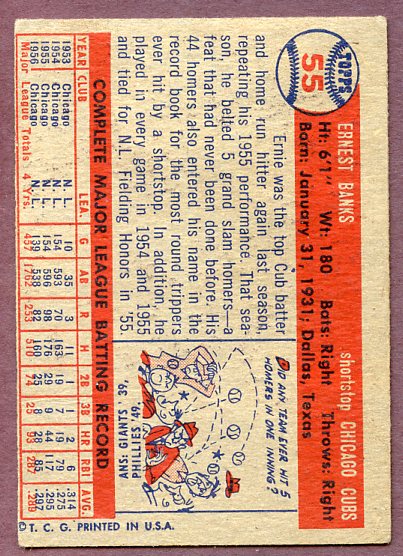 TOPPS
55
ERNEST BANKS
shortstop CHICAGO CUBS
Ht: 6'1" Wt: 180 Bats: Right Throws: Right
Born: January 31, 1931; Dallas, Texas
Ernie was the top Cub batter
and home run hitter again last season,
repeating his 1955 performance. That sea-
son, he belted 5 grand slam homers—a
feat that had never been done before. His
44 homers also entered his name in the
record book for the most round trippers
ever hit by a shortstop. In addition, he
played in every game in 1954 and 1955
and tied for N.L. Fielding Honors in '55.
DID ANY TEAM EVER HIT 5
HOMERS IN ONE INNING?
ANS: GIANTS '39,
PHILLIES '49.
COMPLETE MAJOR LEAGUE BATTING RECORD
YEAR CLUB LEA. G AB R H 2B 3B HR RBI AVG.
1953 Chicago N. L. 10 35 3 11 1 1 2 6 .314
1954 Chicago N. L. 154 593 70 163 19 7 19 79 .275
1955 Chicago N. L. 154 596 98 176 29 9 44 117 .295
1956 Chicago N. L. 139 538 82 160 25 8 28 85 .297
Major League Totals: 4 Yrs. 457 1762 253 510 74 25 93 287 .289
© T. C. G. PRINTED IN U.S.A.